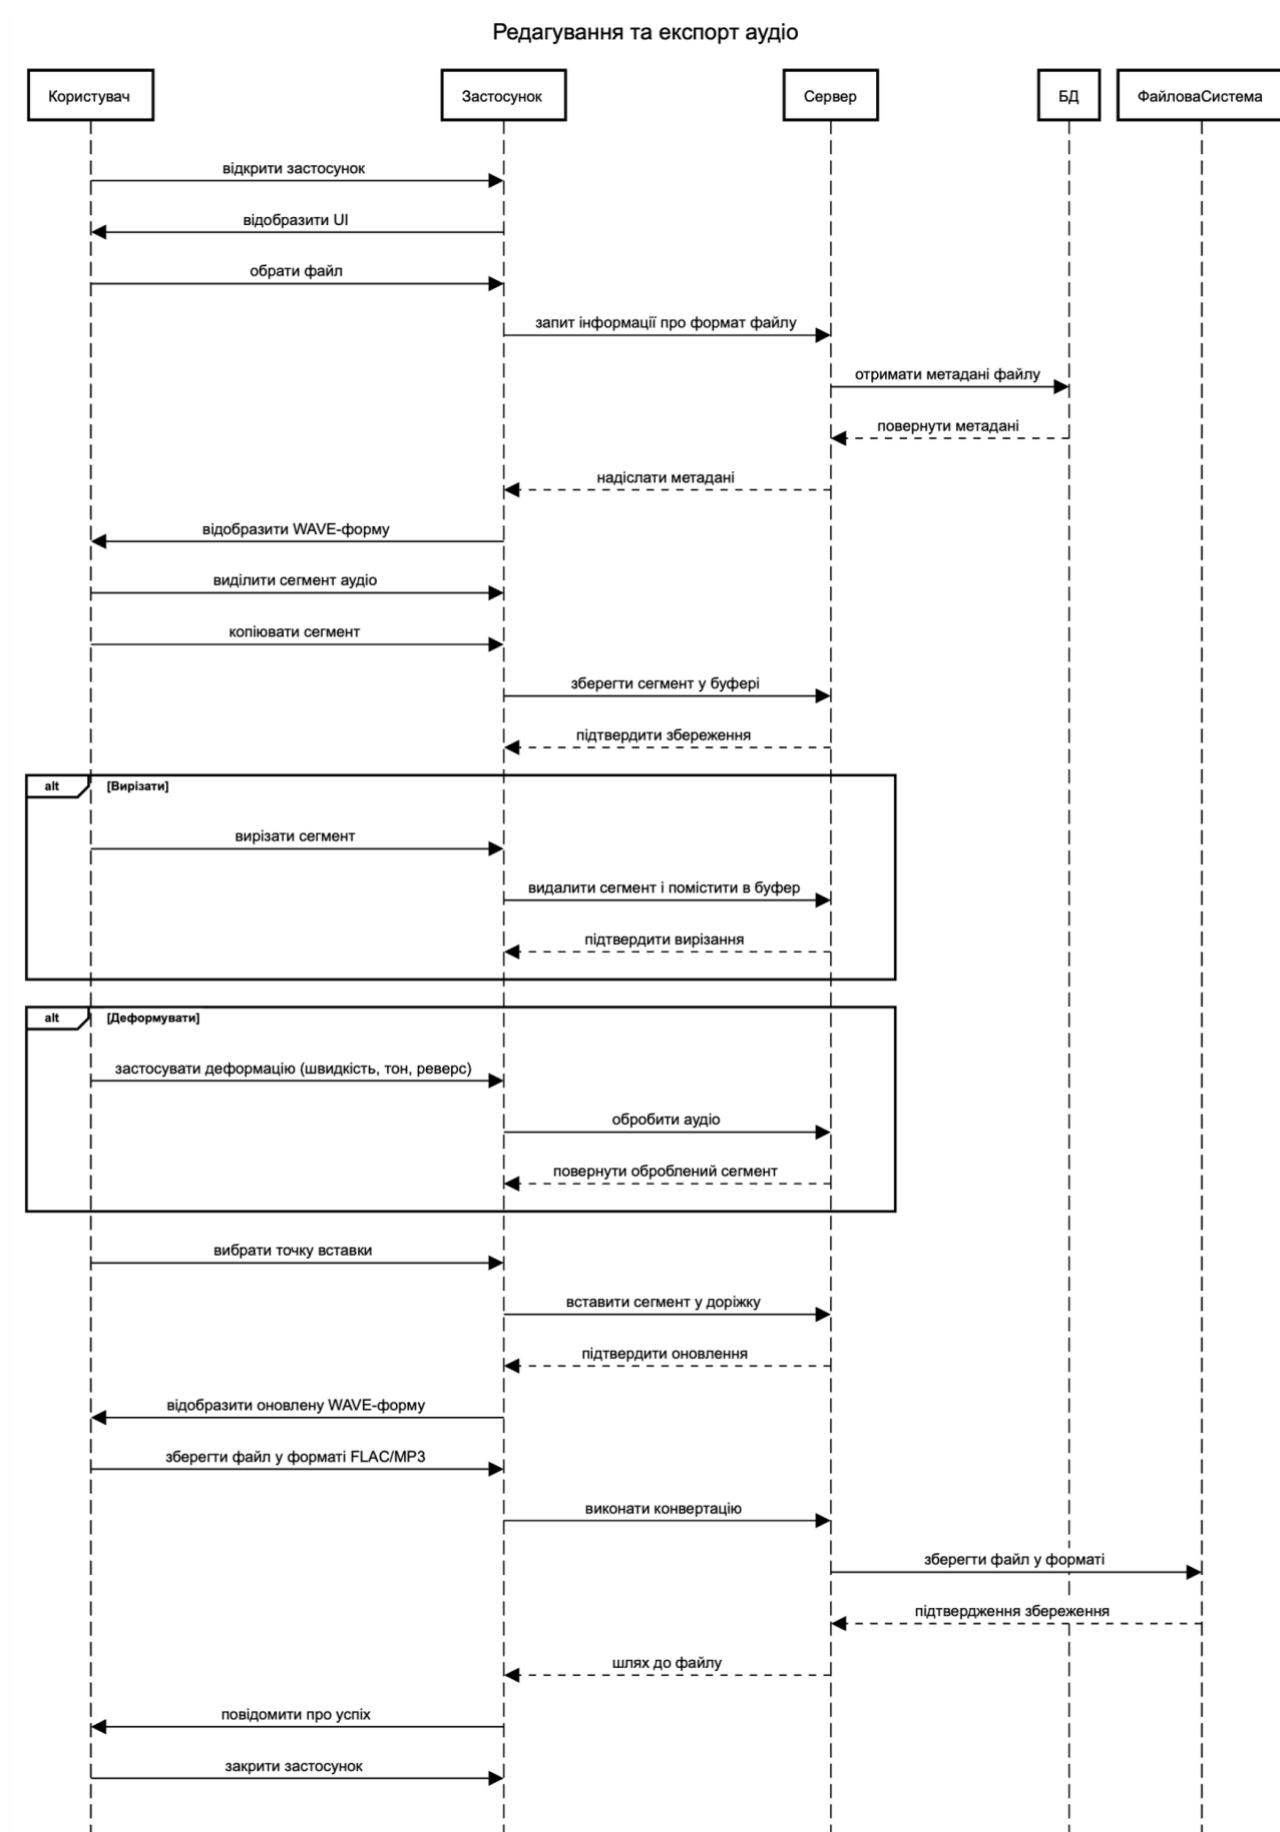 Редагування та експорт аудіо
Користувач
Застосунок
Сервер
БД
ФайловаСистема
відкрити застосунок
відобразити UI
обрати файл
запит інформації про формат файлу
отримати метадані файлу
повернути метадані
надіслати метадані
відобразити WAVE-форму
виділити сегмент аудіо
копіювати сегмент
зберегти сегмент у буфері
підтвердити збереження
alt [Вирізати]
вирізати сегмент
видалити сегмент і помістити в буфер
підтвердити вирізання
alt [Деформувати]
застосувати деформацію (швидкість, тон, реверс)
обробити аудіо
повернути оброблений сегмент
вибрати точку вставки
вставити сегмент у доріжку
підтвердити оновлення
відобразити оновлену WAVE-форму
зберегти файл у форматі FLAC/MP3
виконати конвертацію
зберегти файл у форматі
підтвердження збереження
шлях до файлу
повідомити про успіх
закрити застосунок